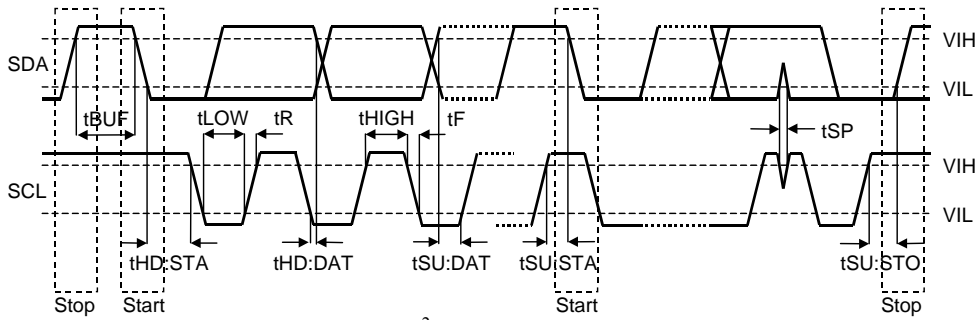 VIH
SDA
VIL
tBUF
tLOW
tR
tHIGH
tF
tSP
VIH
SCL
VIL
tHD:STA
tHD:DAT
tSU:DAT
tSU:STA
tSU:STO
Stop
Start
2
Start
Stop